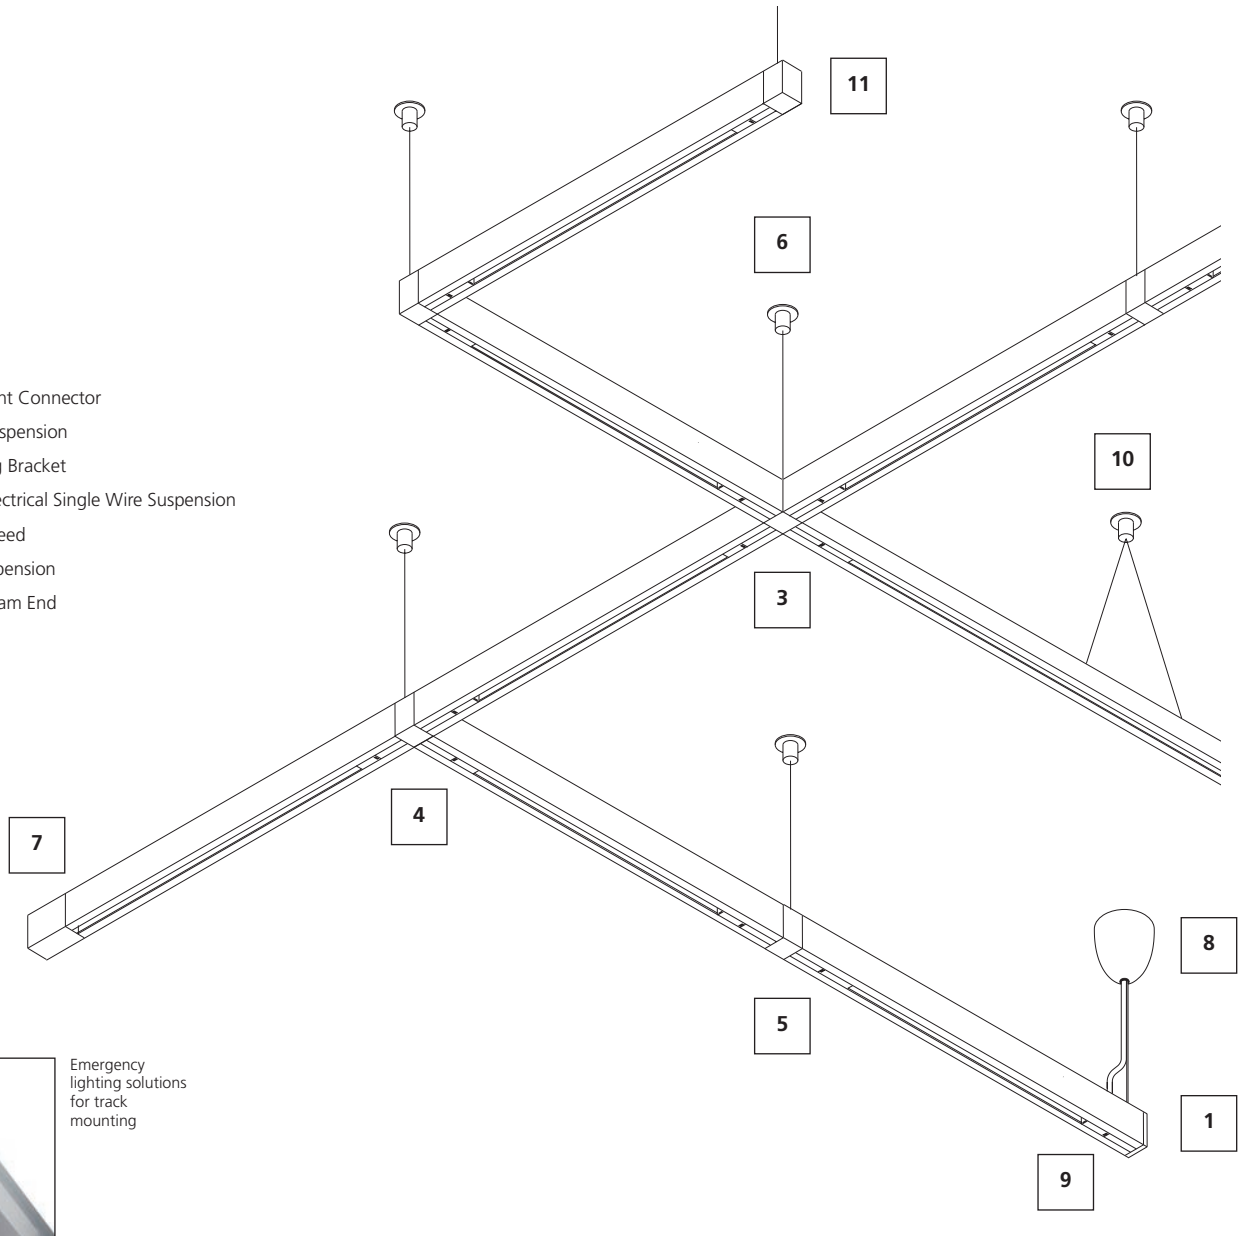 11
6
nt Connector
spension
g Bracket
ectrical Single Wire Suspension
eed
pension
am End
10
3
4
7
8
5
1
9
Emergency
lighting solutions
for track
mounting